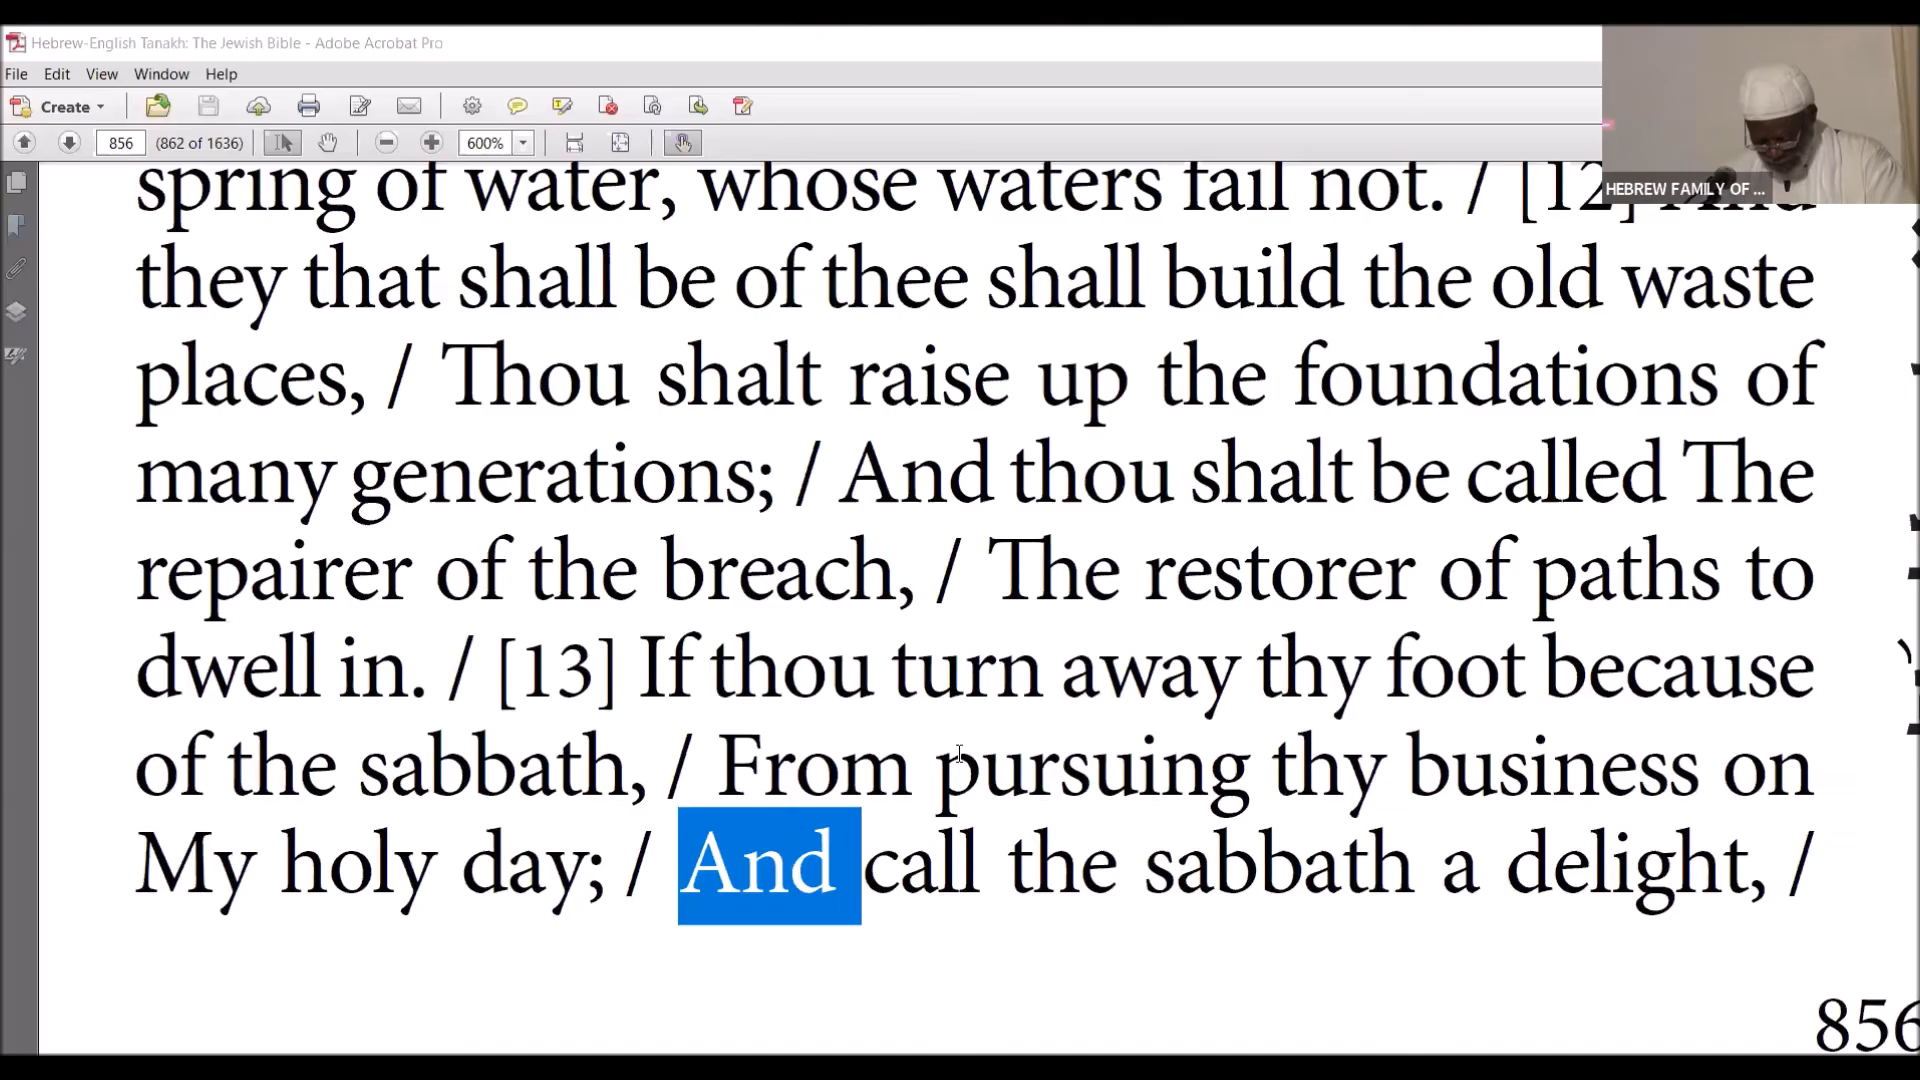 Hebrew-English Tanakh: The Jewish Bible - Adobe Acrobat Pro
File Edit View Window Help
Create
856 (862 of 1636) 600%
HEBREW FAMILY OF ...
spring of water, whose waters fail not. / [12] And
they that shall be of thee shall build the old waste
places, / Thou shalt raise up the foundations of
many generations; / And thou shalt be called The
repairer of the breach, / The restorer of paths to
dwell in. / [13] If thou turn away thy foot because
of the sabbath, / From pursuing thy business on
My holy day; / And call the sabbath a delight, /
856